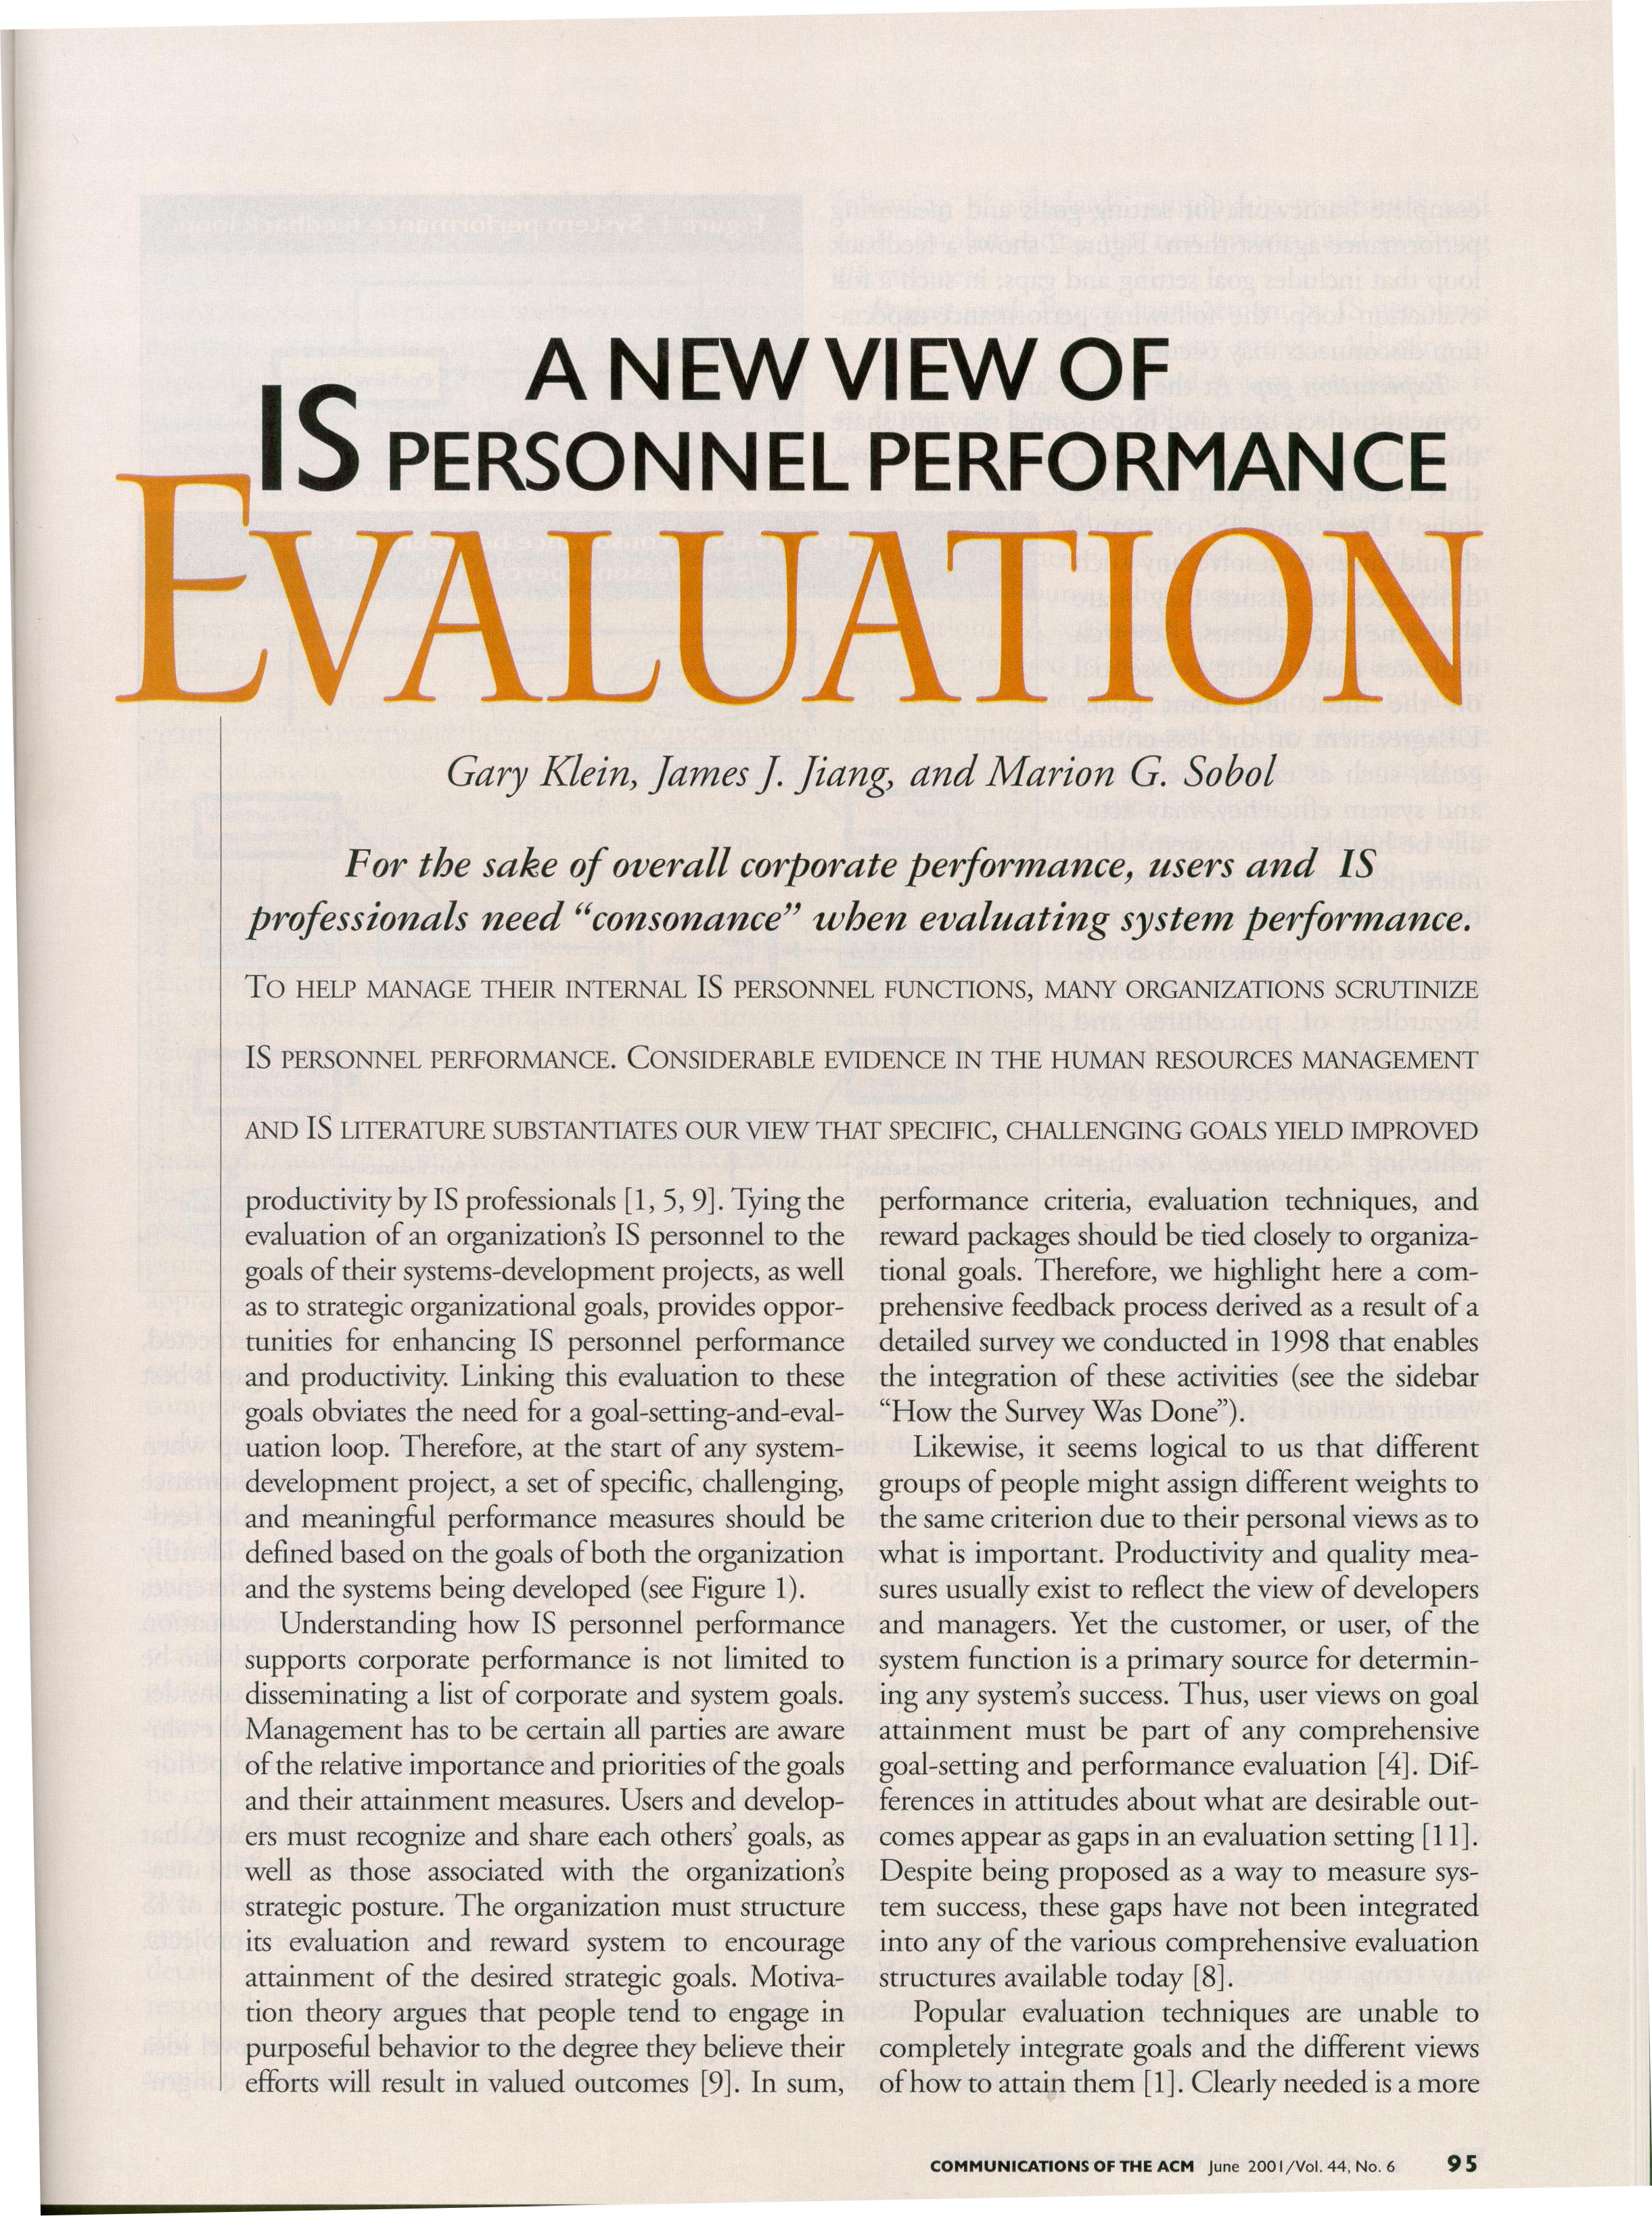 A NEW VIEW OF
IS PERSONNEL PERFORMANCE
EVALUATION
Gary Klein, James J. Jiang, and Marion G. Sobol
For the sake of overall corporate performance, users and IS
professionals need “consonance” when evaluating system performance.
TO HELP MANAGE THEIR INTERNAL IS PERSONNEL FUNCTIONS, MANY ORGANIZATIONS SCRUTINIZE
IS PERSONNEL PERFORMANCE. CONSIDERABLE EVIDENCE IN THE HUMAN RESOURCES MANAGEMENT
AND IS LITERATURE SUBSTANTIATES OUR VIEW THAT SPECIFIC, CHALLENGING GOALS YIELD IMPROVED
productivity by IS professionals [1, 5, 9]. Tying the
evaluation of an organization’s IS personnel to the
goals of their systems-development projects, as well
as to strategic organizational goals, provides oppor-
tunities for enhancing IS personnel performance
and productivity. Linking this evaluation to these
goals obviates the need for a goal-setting-and-eval-
uation loop. Therefore, at the start of any system-
development project, a set of specific, challenging,
and meaningful performance measures should be
defined based on the goals of both the organization
and the systems being developed (see Figure 1).
Understanding how IS personnel performance
supports corporate performance is not limited to
disseminating a list of corporate and system goals.
Management has to be certain all parties are aware
of the relative importance and priorities of the goals
and their attainment measures. Users and develop-
ers must recognize and share each others’ goals, as
well as those associated with the organization’s
strategic posture. The organization must structure
its evaluation and reward system to encourage
attainment of the desired strategic goals. Motiva-
tion theory argues that people tend to engage in
purposeful behavior to the degree they believe their
efforts will result in valued outcomes [9]. In sum,
performance criteria, evaluation techniques, and
reward packages should be tied closely to organiza-
tional goals. Therefore, we highlight here a com-
prehensive feedback process derived as a result of a
detailed survey we conducted in 1998 that enables
the integration of these activities (see the sidebar
“How the Survey Was Done”).
Likewise, it seems logical to us that different
groups of people might assign different weights to
the same criterion due to their personal views as to
what is important. Productivity and quality mea-
sures usually exist to reflect the view of developers
and managers. Yet the customer, or user, of the
system function is a primary source for determin-
ing any system’s success. Thus, user views on goal
attainment must be part of any comprehensive
goal-setting and performance evaluation [4]. Dif-
ferences in attitudes about what are desirable out-
comes appear as gaps in an evaluation setting [11].
Despite being proposed as a way to measure sys-
tem success, these gaps have not been integrated
into any of the various comprehensive evaluation
structures available today [8].
Popular evaluation techniques are unable to
completely integrate goals and the different views
of how to attain them [1]. Clearly needed is a more
COMMUNICATIONS OF THE ACM June 2001/Vol. 44, No. 6 95